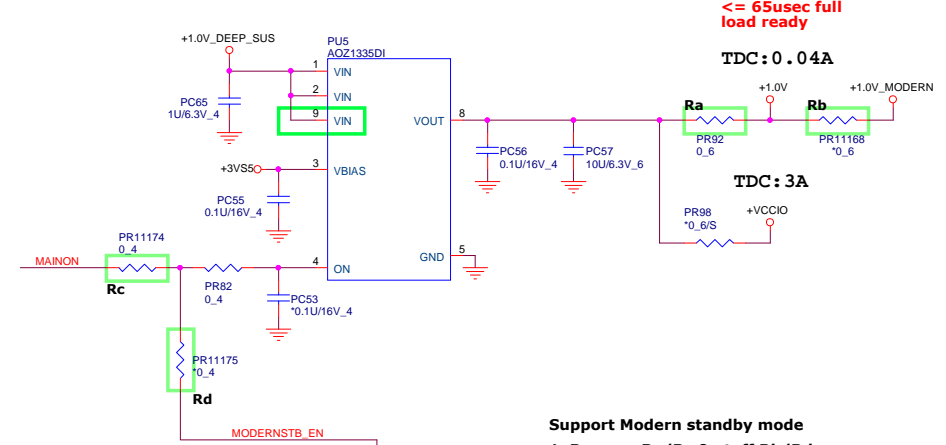 <= 65usec full
load ready
TDC:0.04A
+1.0V_DEEP_SUS
PU5
AOZ1335DI
+1.0V
+1.0V_MODERN
1
VIN
2
VIN
9
VIN
PC65
1U/6.3V_4
VOUT
8
Ra
PR92
0_6
Rb
PR11168
*0_6
PC56
0.1U/16V_4
PC57
10U/6.3V_6
+3VS5
3
VBIAS
PC55
0.1U/16V_4
TDC:3A
PR98
*0_6/S
+VCCIO
PR11174
0_4
MAINON
Rc
PR82
0_4
4
ON
GND
5
PC53
*0.1U/16V_4
PR11175
*0_4
Rd
MODERNSTB_EN
Support Modern standby mode